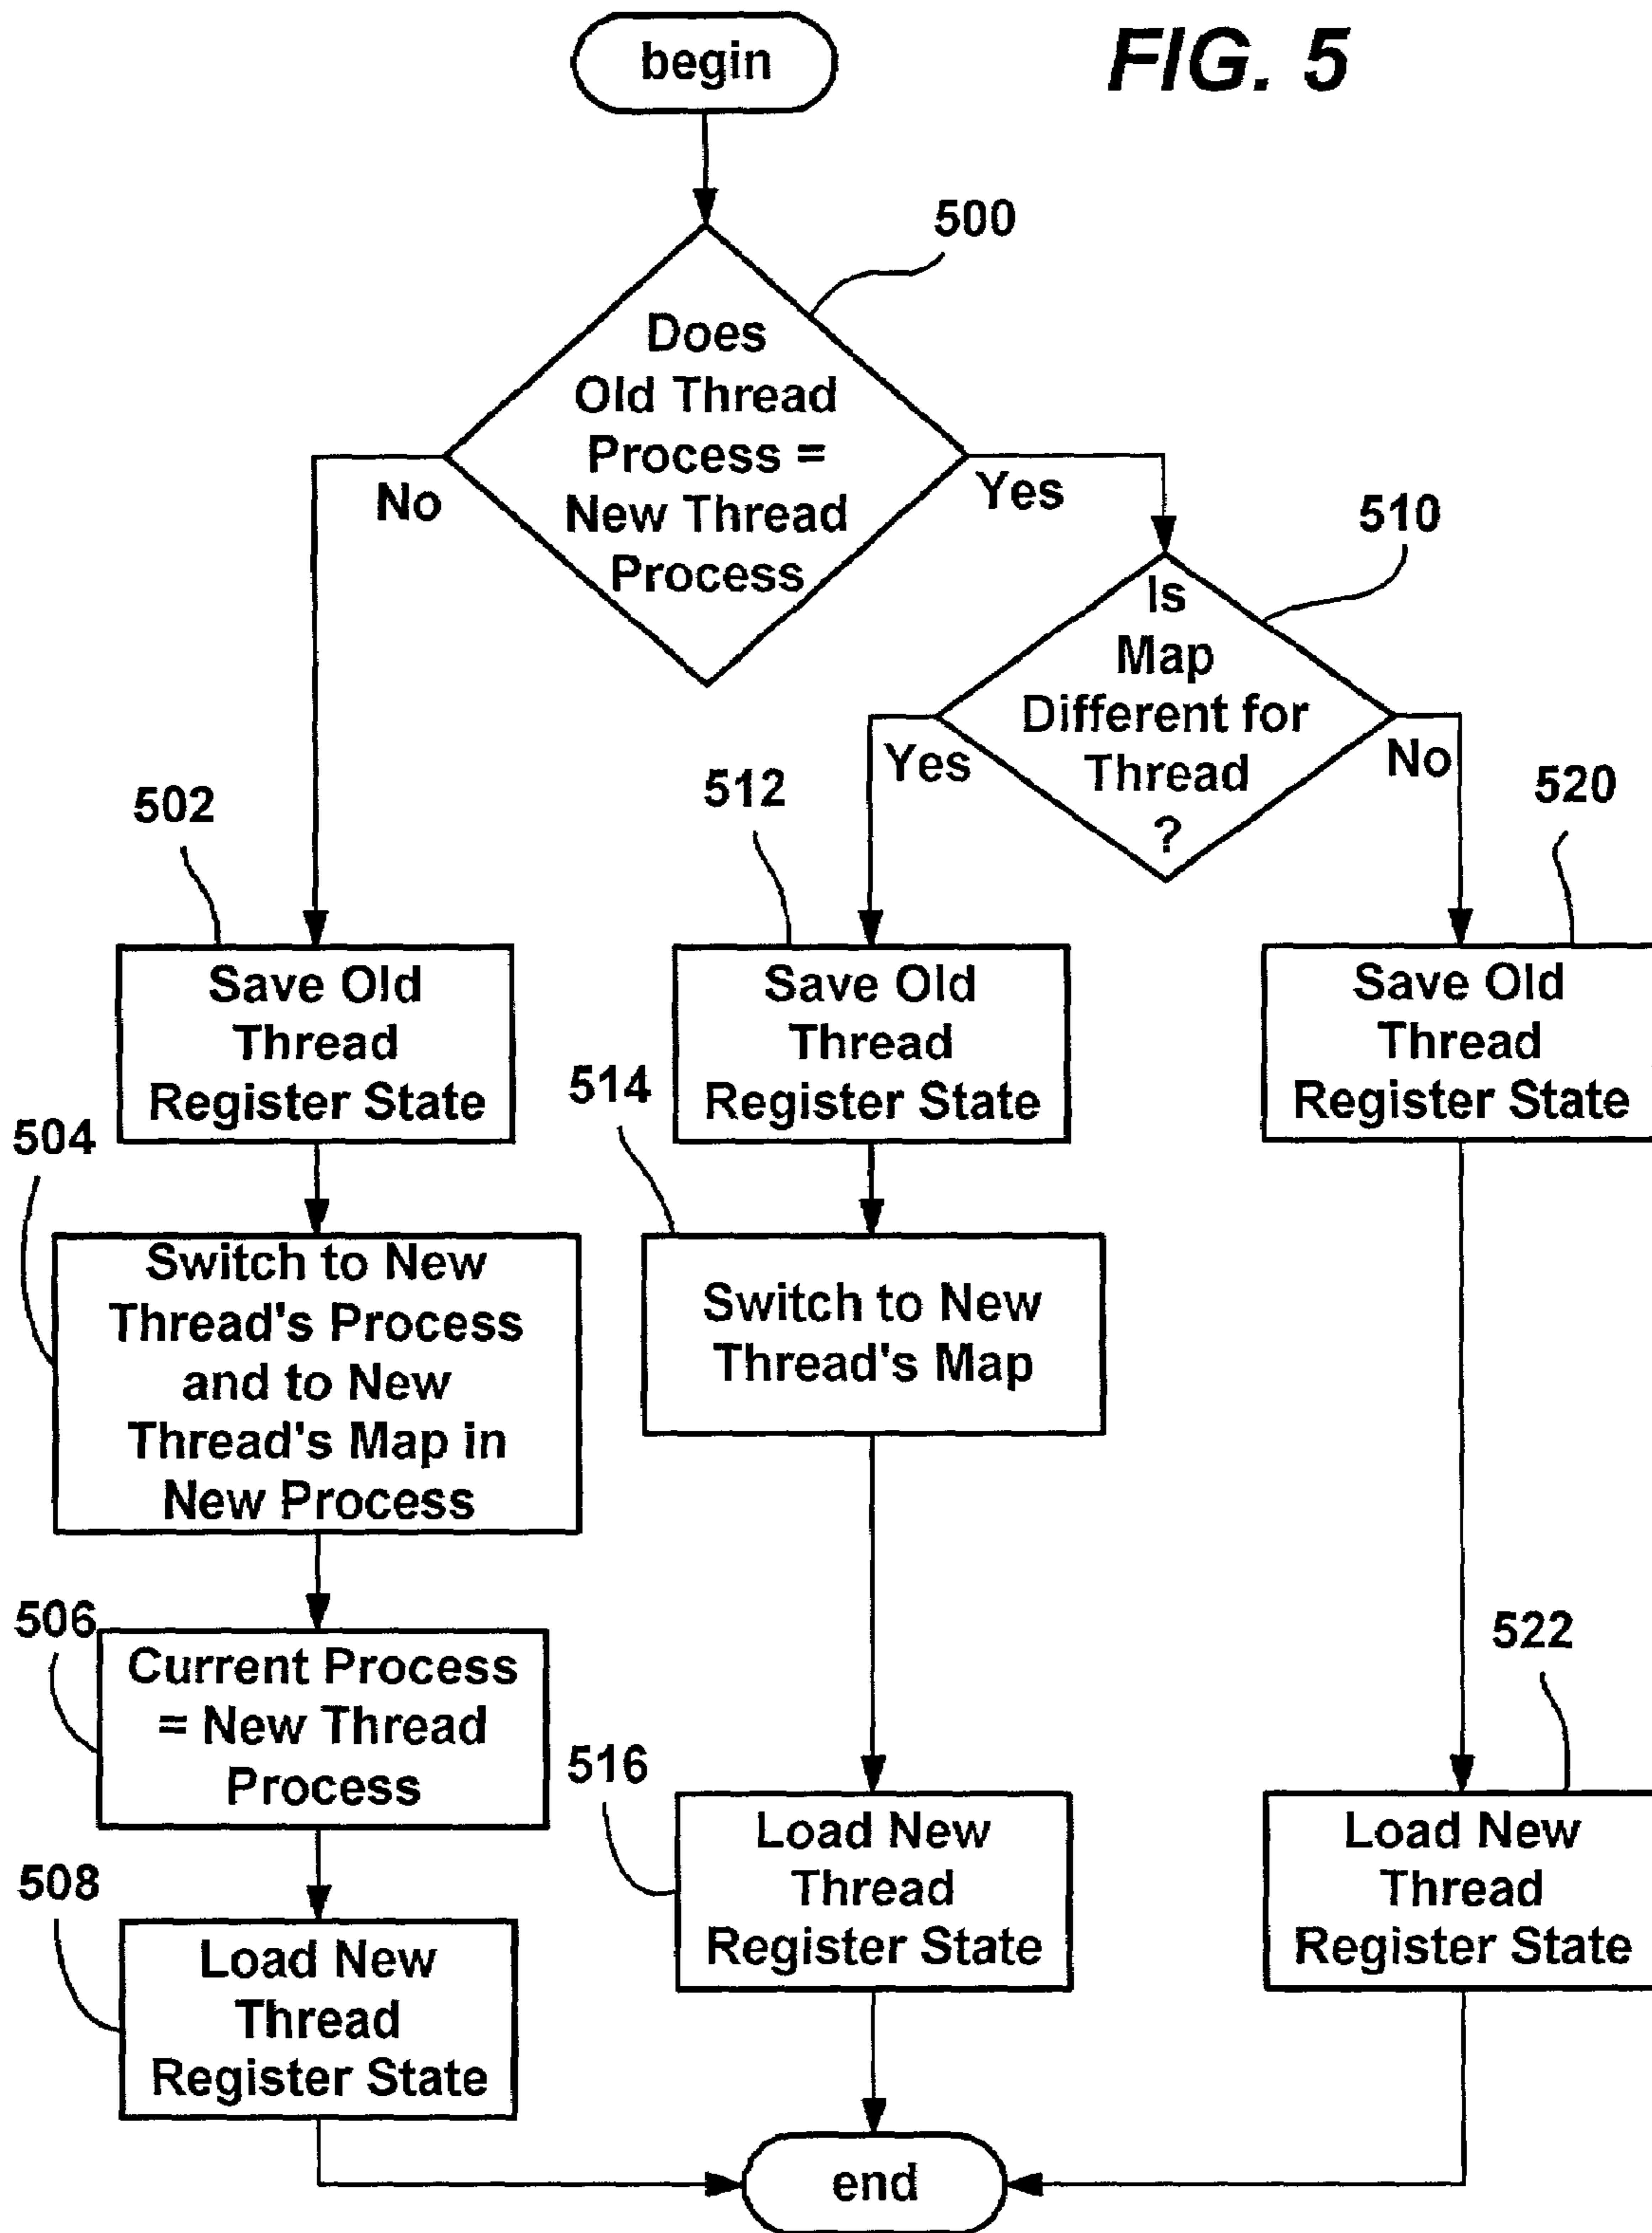 FIG. 5
begin
500
Does
Old Thread
Process =
New Thread
Process
No
Yes
510
Is
Map
Different for
Thread
?
Yes
No
502
512
520
Save Old
Thread
Register State
Save Old
Thread
Register State
Save Old
Thread
Register State
504
514
Switch to New
Thread's Process
and to New
Thread's Map in
New Process
Switch to New
Thread's Map
506
Current Process
= New Thread
Process
516
522
508
Load New
Thread
Register State
Load New
Thread
Register State
Load New
Thread
Register State
end